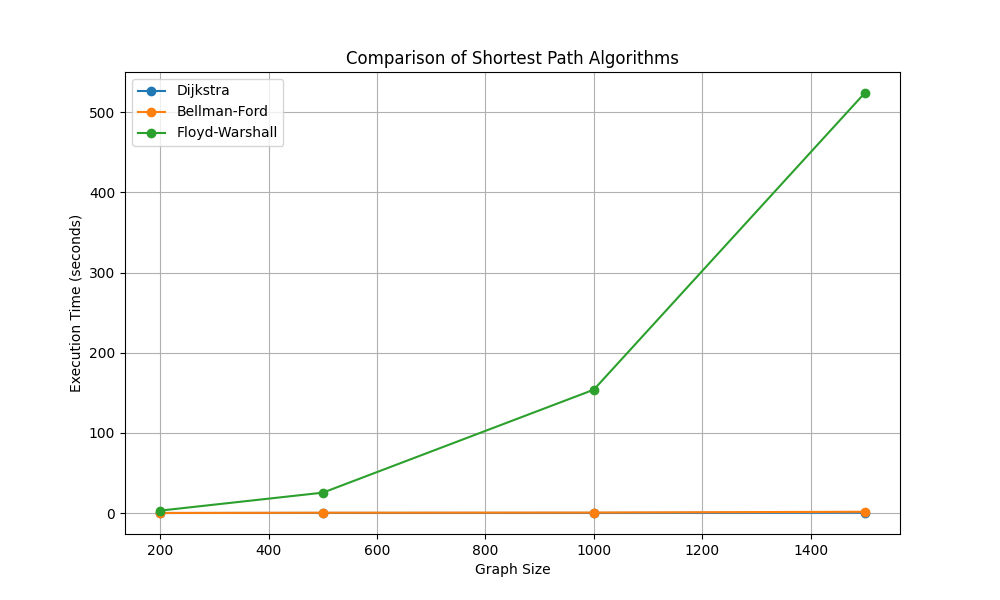 Comparison of Shortest Path Algorithms
Dijkstra
Bellman-Ford
Floyd-Warshall
Execution Time (seconds)
500
400
300
200
100
0
200 400 600 800 1000 1200 1400
Graph Size